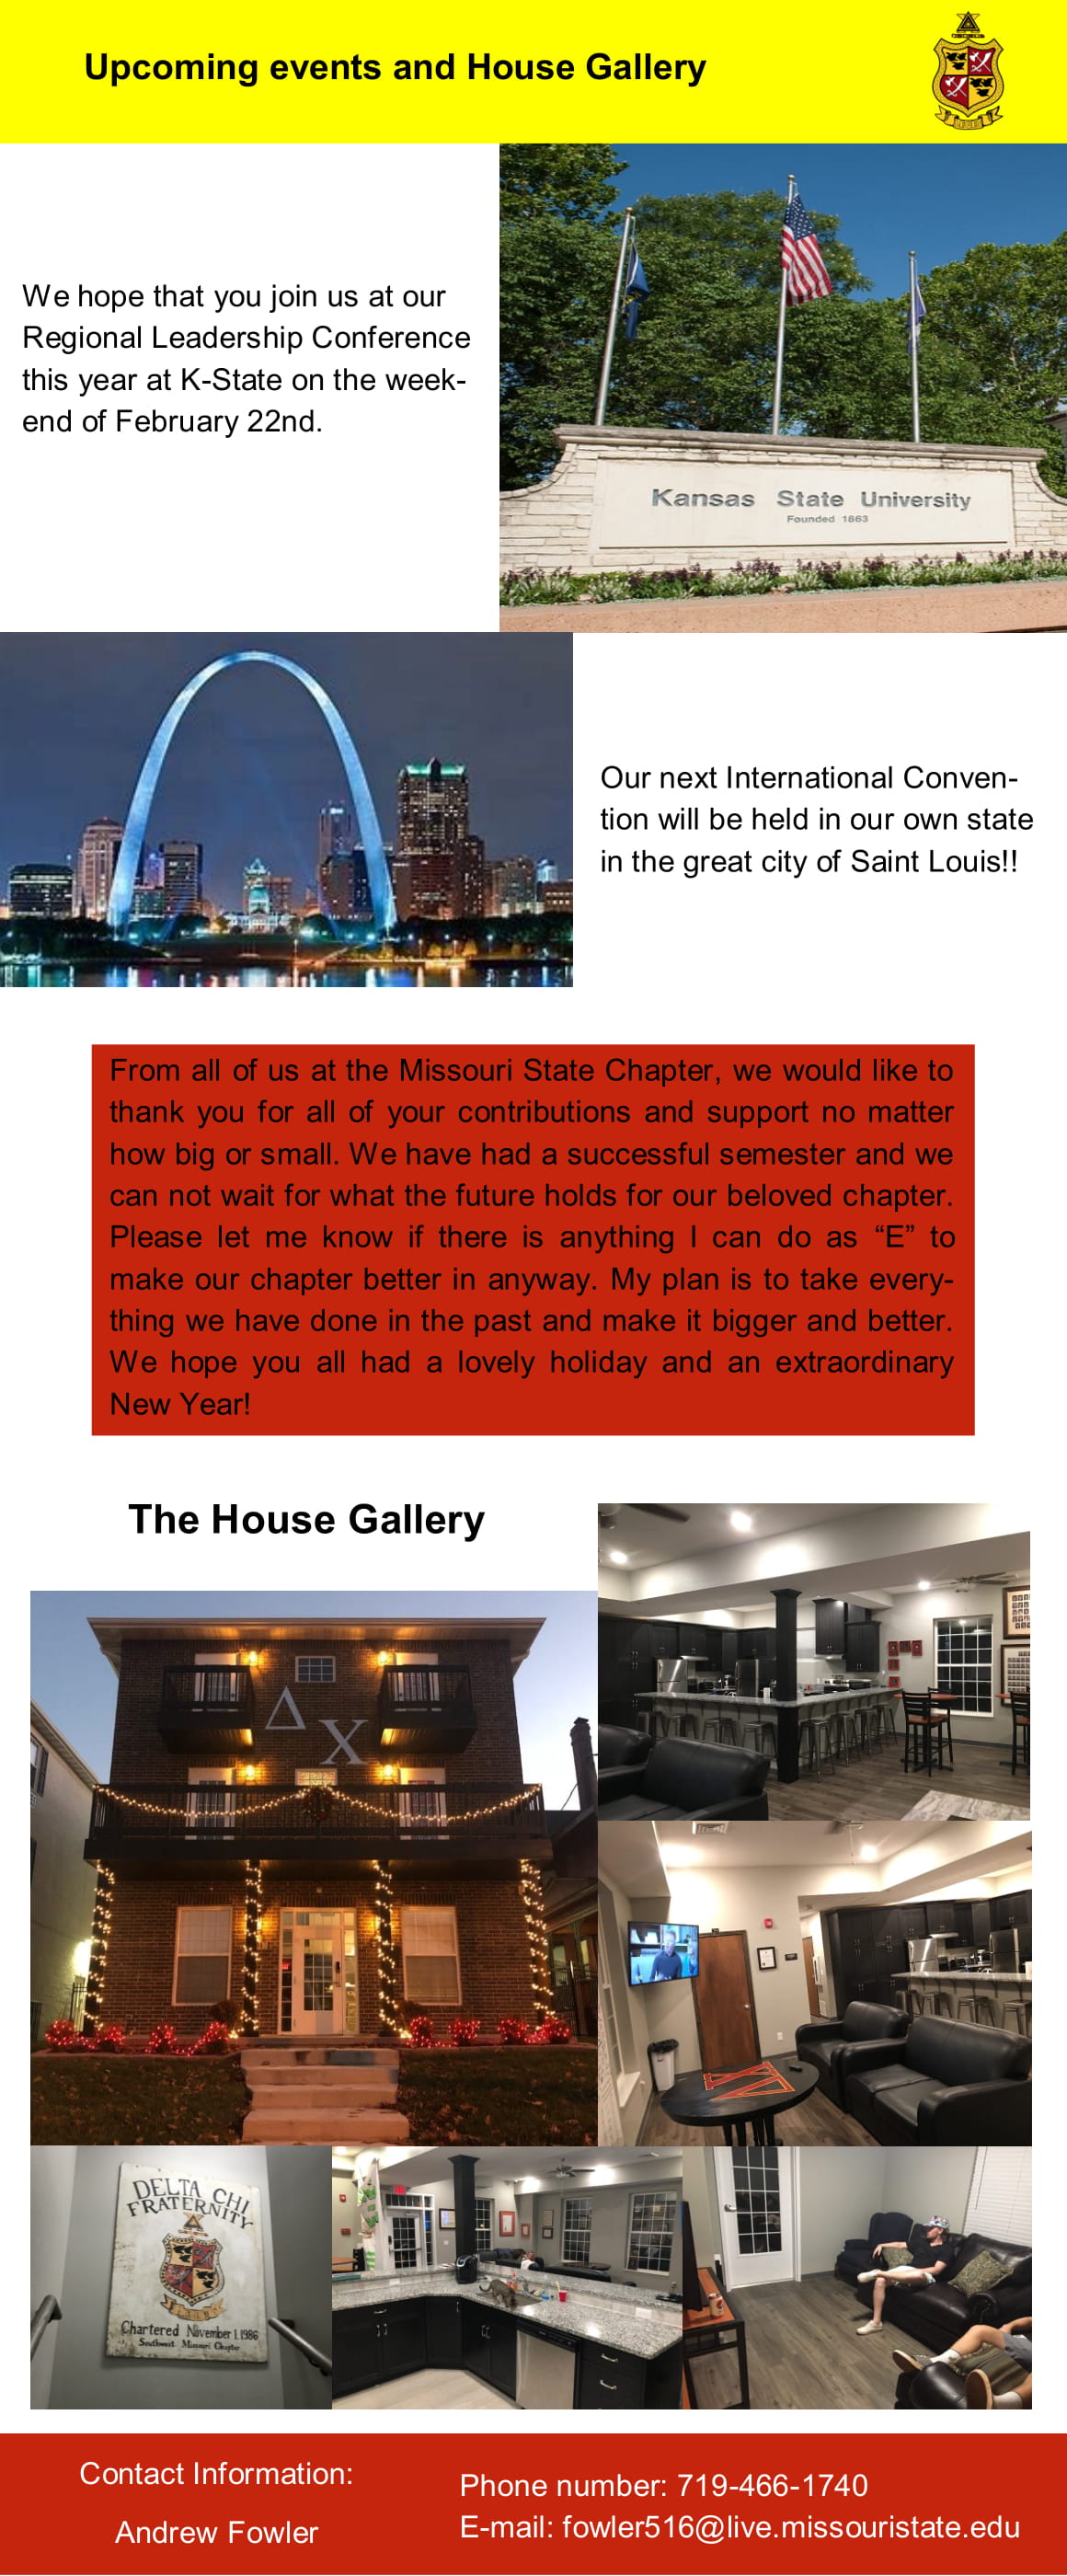 Upcoming events and House Gallery
We hope that you join us at our
Regional Leadership Conference
this year at K-State on the week-
end of February 22nd.
Kansas State University
Founded 1863
Our next International Conven-
tion will be held in our own state
in the great city of Saint Louis!!
From all of us at the Missouri State Chapter, we would like to
thank you for all of your contributions and support no matter
how big or small. We have had a successful semester and we
can not wait for what the future holds for our beloved chapter.
Please let me know if there is anything I can do as “E” to
make our chapter better in anyway. My plan is to take every-
thing we have done in the past and make it bigger and better.
We hope you all had a lovely holiday and an extraordinary
New Year!
The House Gallery
Δ
Χ
DELTA CHI
FRATERNITY
Chartered November 1, 1986
Southwest Missouri Chapter
Contact Information:
Andrew Fowler
Phone number: 719-466-1740
E-mail: fowler516@live.missouristate.edu